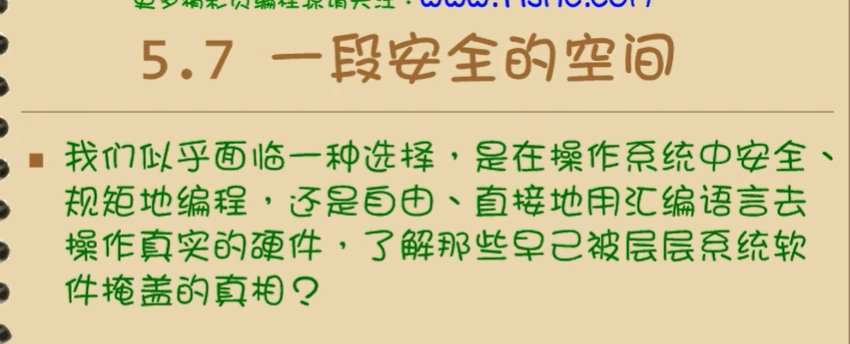 5.7 一段安全的空间
■ 我们似乎面临一种选择，是在操作系统中安全、
规矩地编程，还是自由、直接地用汇编语言去
操作真实的硬件，了解那些早已被层层系统软
件掩盖的真相？